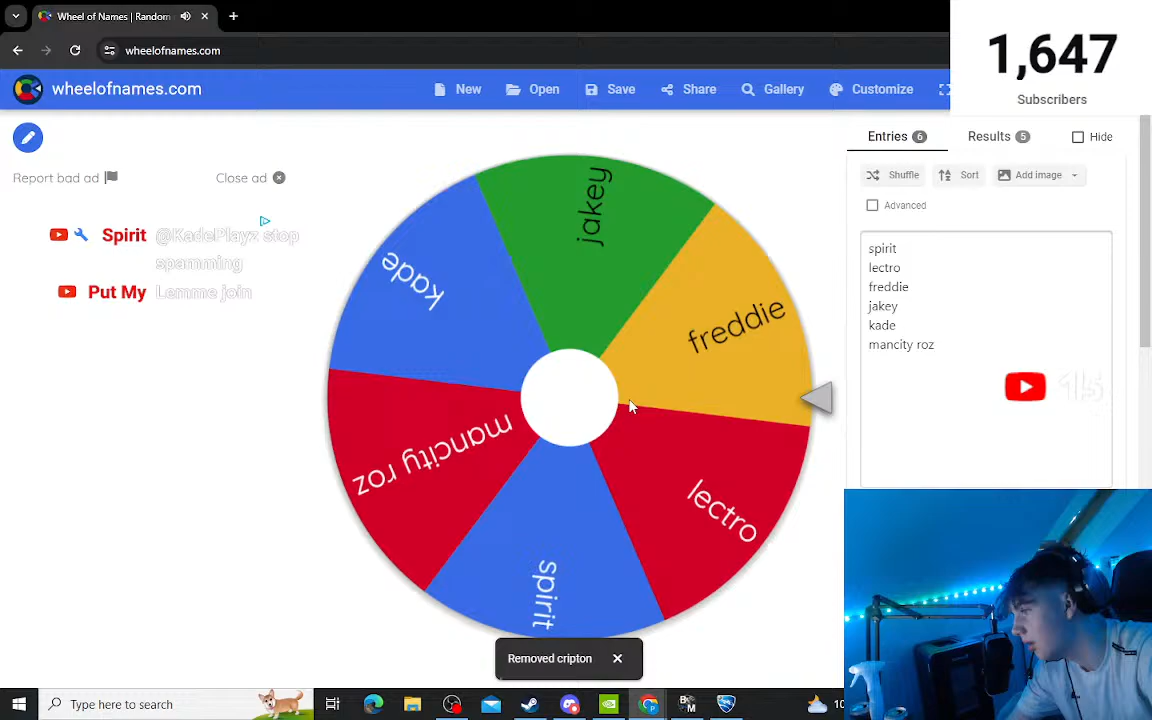 Wheel of Names | Random
wheelofnames.com
1,647
Subscribers
wheelofnames.com
New
Open
Save
Share
Gallery
Customize
Entries 6
Results 5
Hide
Report bad ad
Close ad
Shuffle
Sort
Add image
Advanced
Spirit @KadePlayz stop
spamming
Put My Lemme join
spirit
lectro
freddie
jakey
kade
mancity roz
15
jakey
kade
freddie
mancity roz
lectro
spirit
Removed cripton
Type here to search
10